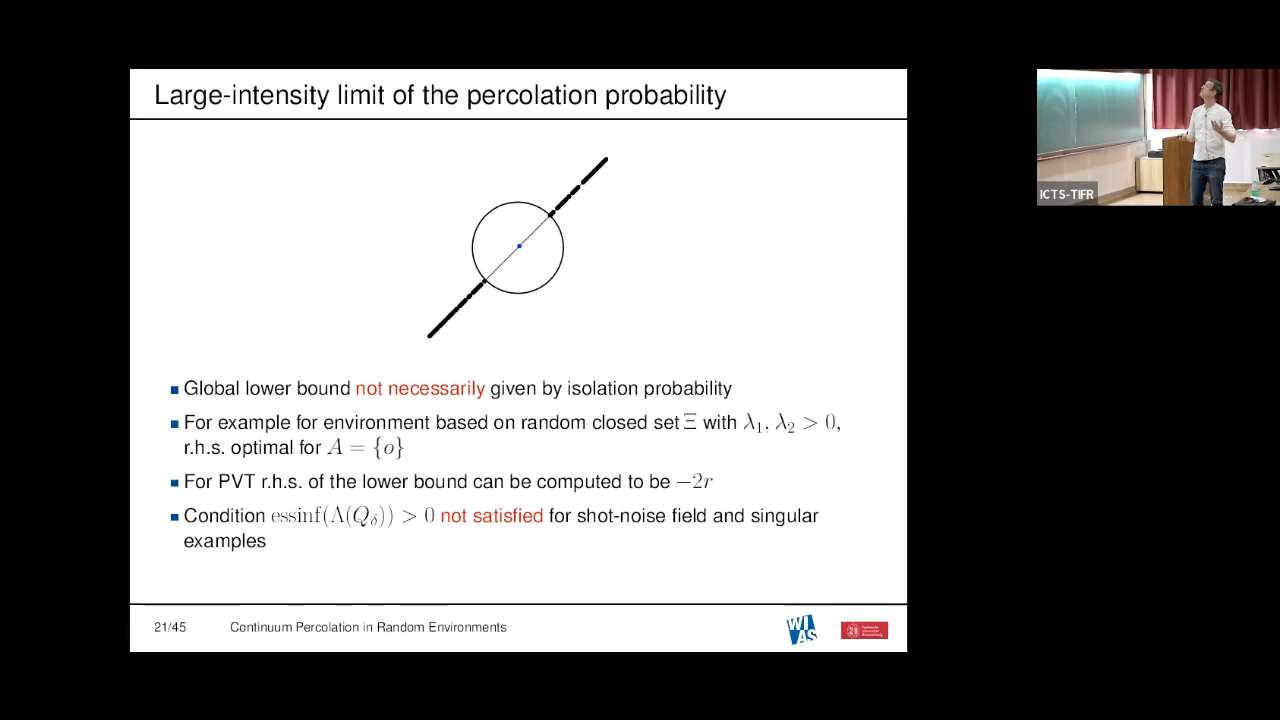 Large-intensity limit of the percolation probability
ICTS-TIFR
■ Global lower bound not necessarily given by isolation probability
■ For example for environment based on random closed set Ξ with λ₁, λ₂ > 0,
r.h.s. optimal for A = {o}
■ For PVT r.h.s. of the lower bound can be computed to be −2r
■ Condition essinf(Λ(Q_δ)) > 0 not satisfied for shot-noise field and singular
examples
21/45
Continuum Percolation in Random Environments
WI
AS